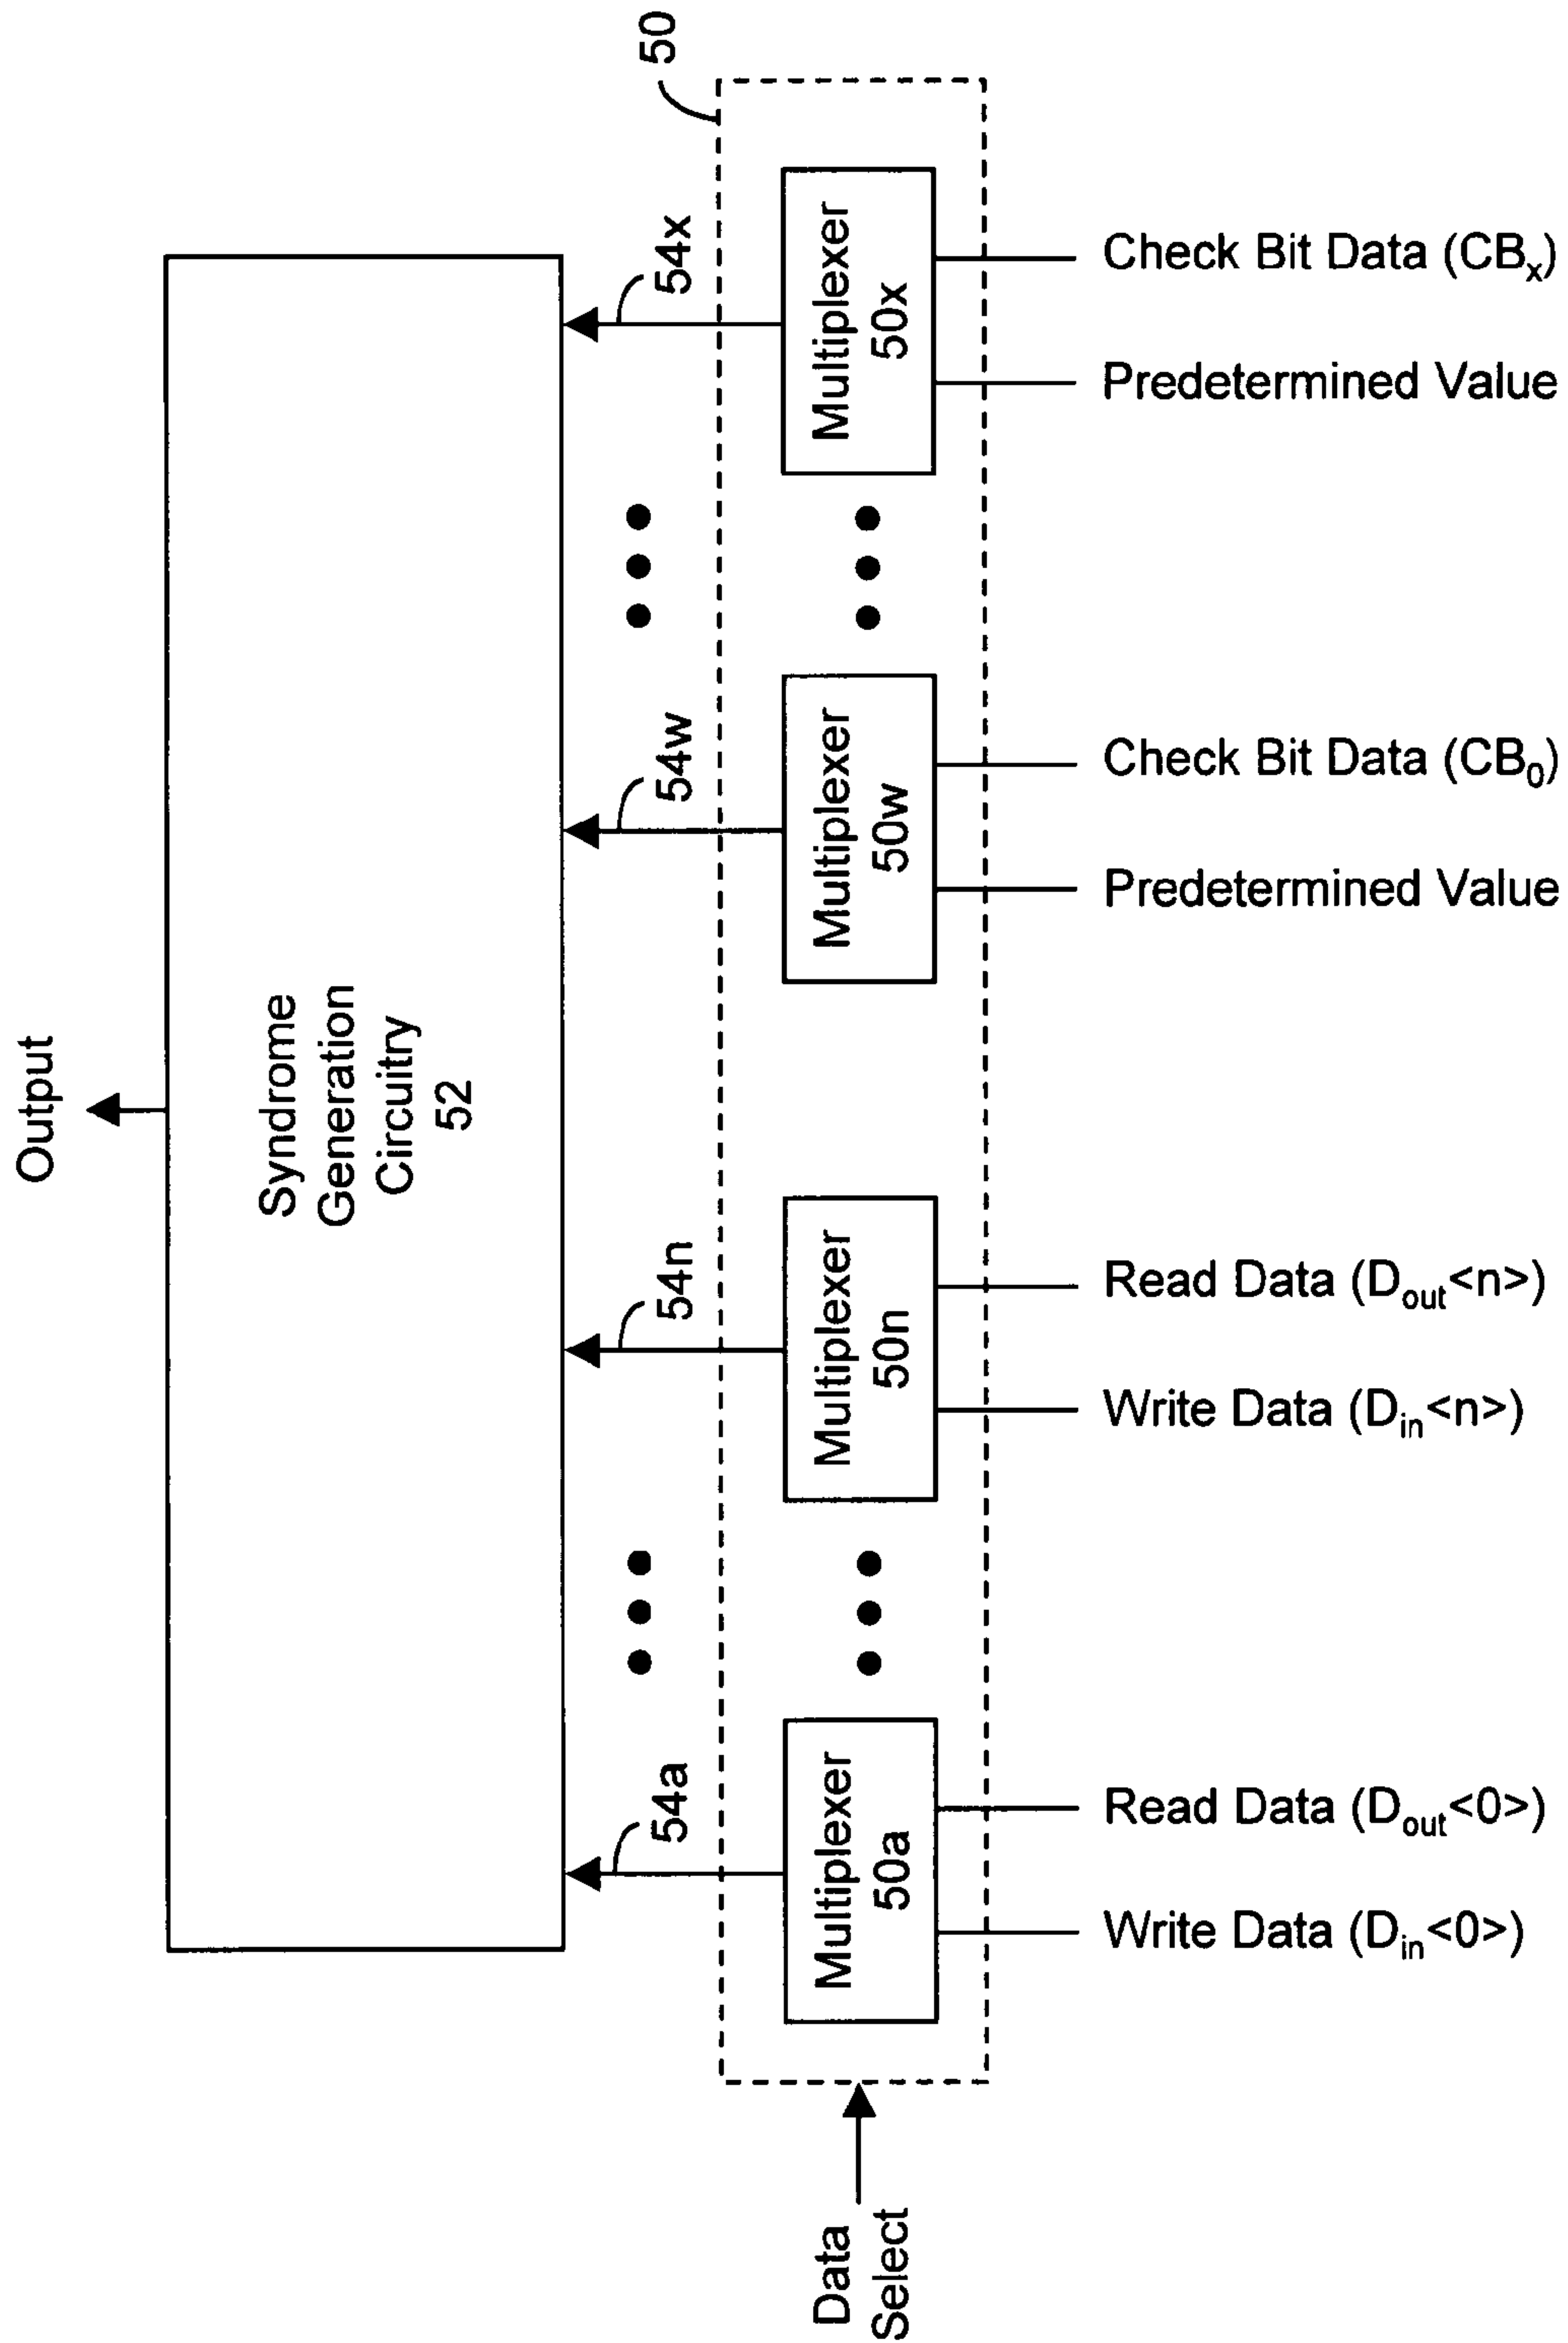 Output
Syndrome
Generation
Circuitry
52
54a
54n
54w
54x
50
Data
Select
Multiplexer
50a
Multiplexer
50n
Multiplexer
50w
Multiplexer
50x
Write Data (Din<0>)
Read Data (Dout<0>)
Write Data (Din<n>)
Read Data (Dout<n>)
Predetermined Value
Check Bit Data (CB0)
Predetermined Value
Check Bit Data (CBx)